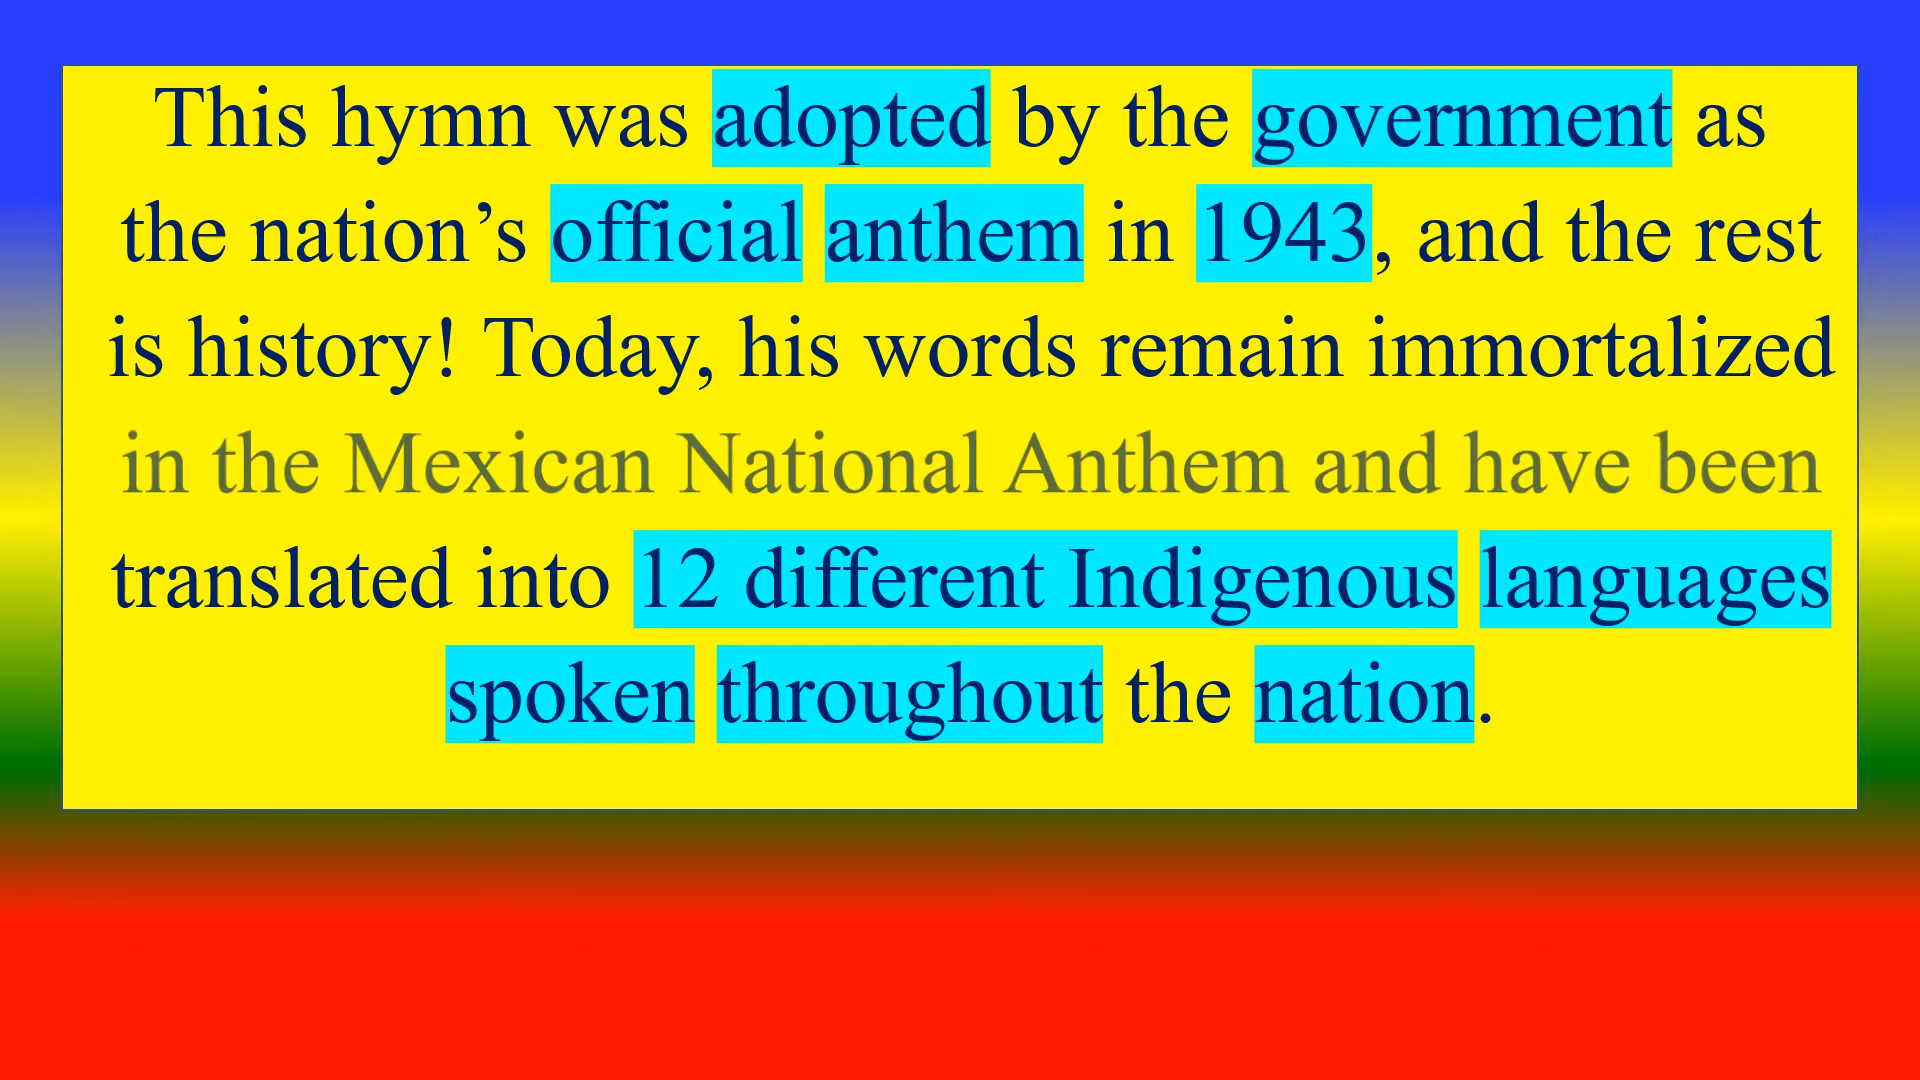 This hymn was adopted by the government as
the nation’s official anthem in 1943, and the rest
is history! Today, his words remain immortalized
in the Mexican National Anthem and have been
translated into 12 different Indigenous languages
spoken throughout the nation.